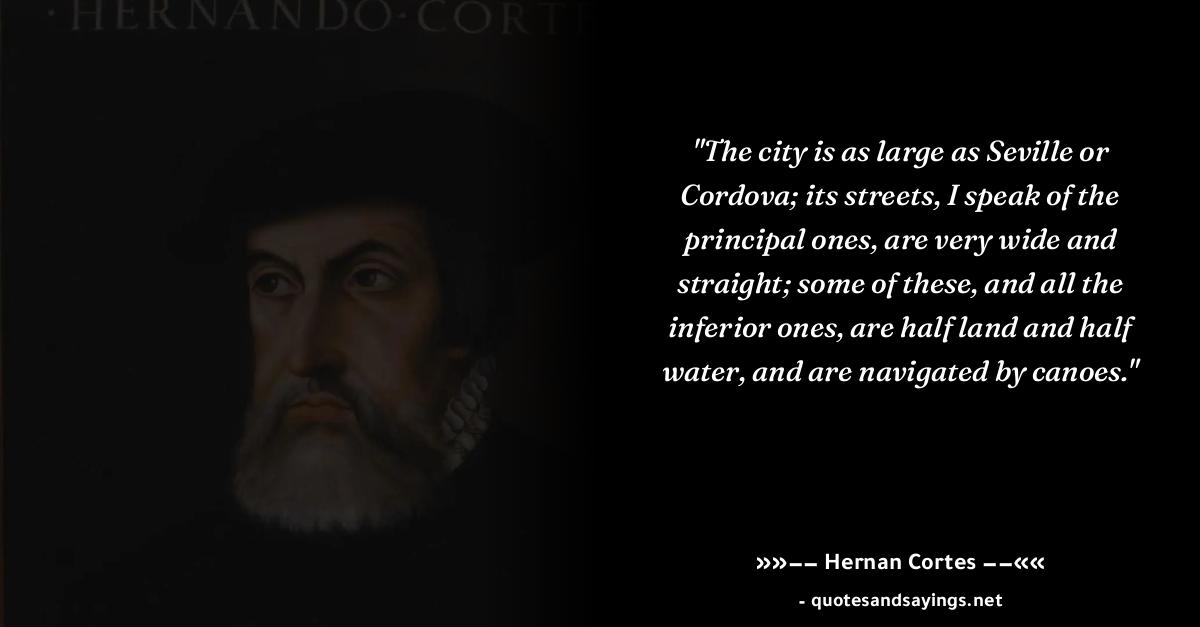 · HERNANDO · CORT
"The city is as large as Seville or
Cordova; its streets, I speak of the
principal ones, are very wide and
straight; some of these, and all the
inferior ones, are half land and half
water, and are navigated by canoes."
»»−− Hernan Cortes −−««
- quotesandsayings.net